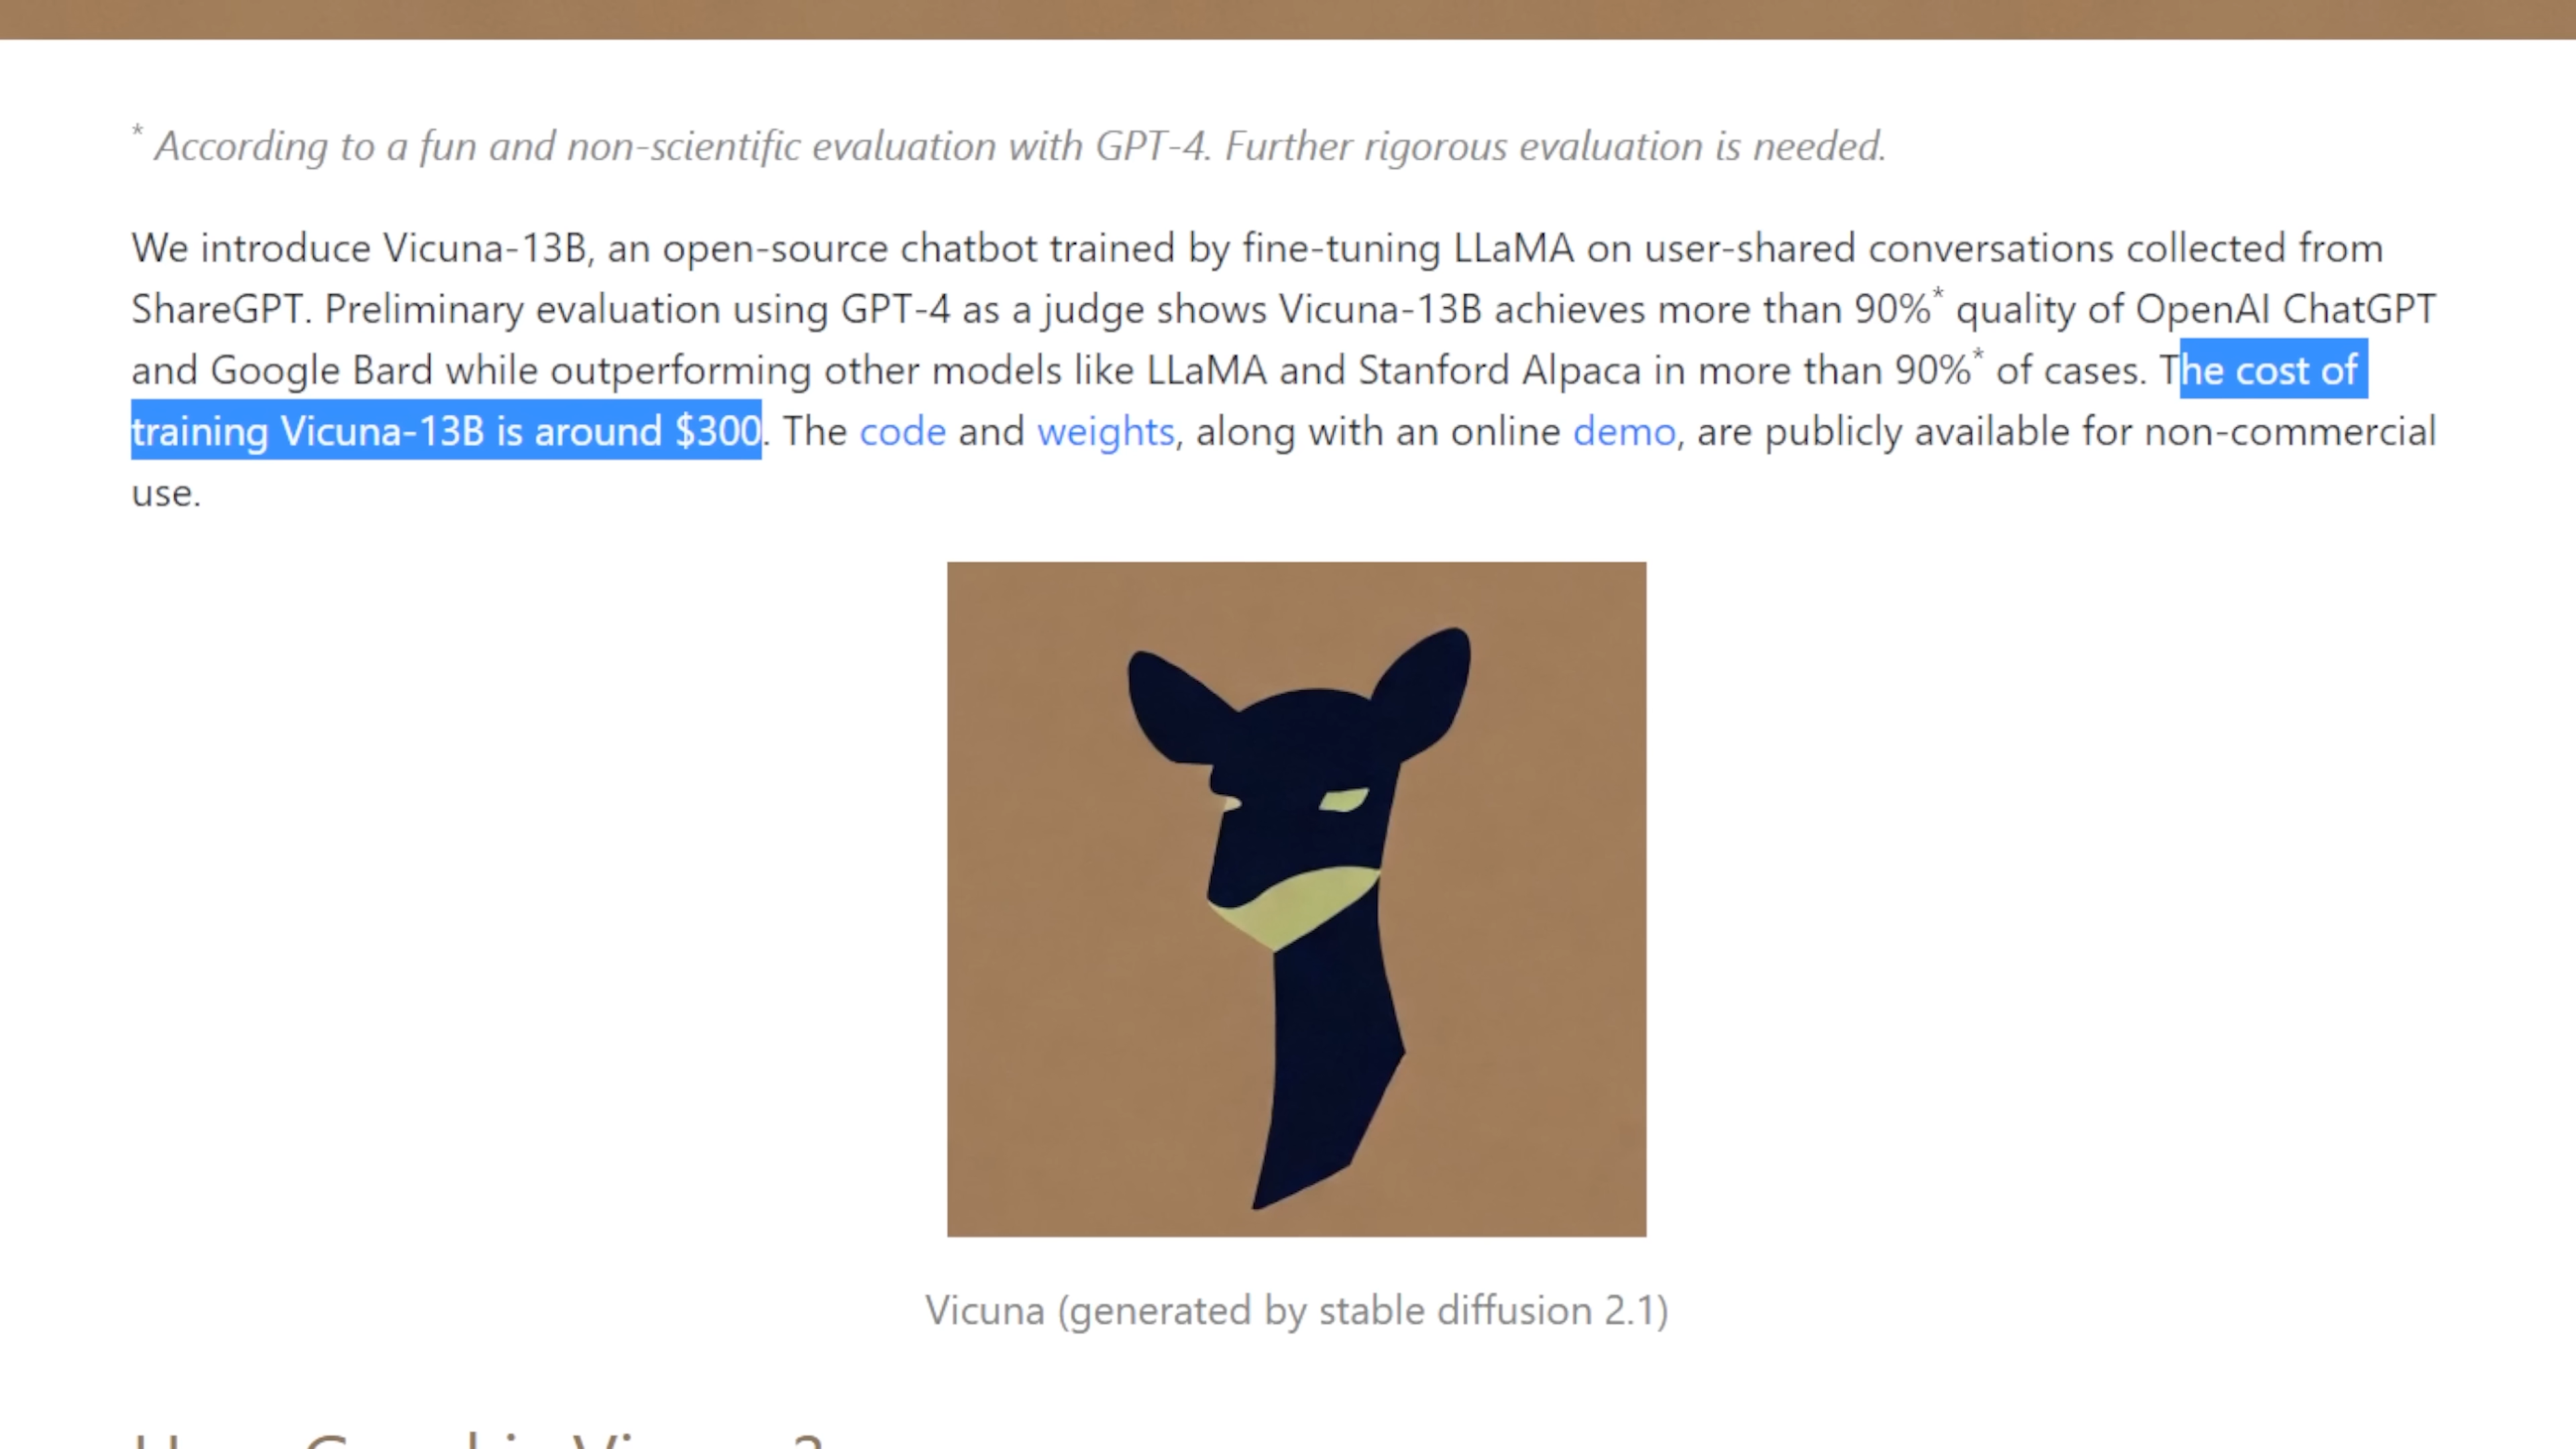 * According to a fun and non-scientific evaluation with GPT-4. Further rigorous evaluation is needed.
We introduce Vicuna-13B, an open-source chatbot trained by fine-tuning LLaMA on user-shared conversations collected from
ShareGPT. Preliminary evaluation using GPT-4 as a judge shows Vicuna-13B achieves more than 90%* quality of OpenAI ChatGPT
and Google Bard while outperforming other models like LLaMA and Stanford Alpaca in more than 90%* of cases. The cost of
training Vicuna-13B is around $300. The code and weights, along with an online demo, are publicly available for non-commercial
use.
Vicuna (generated by stable diffusion 2.1)